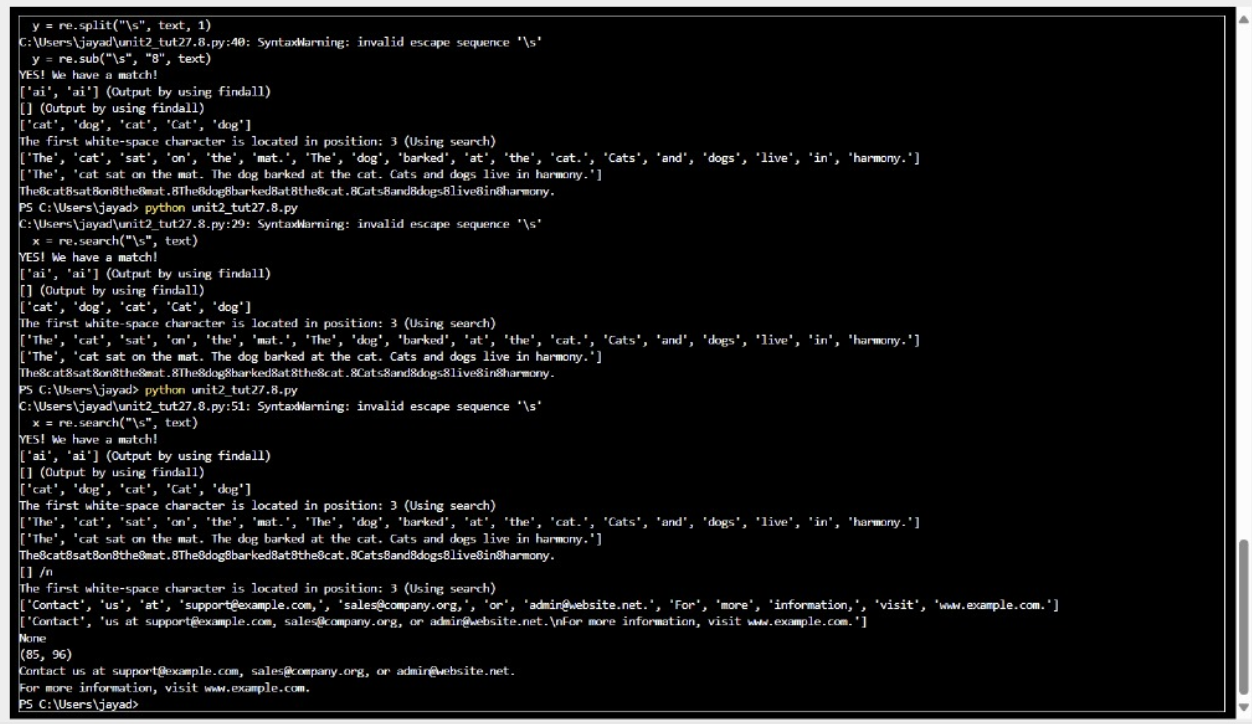 y = re.split("\s", text, 1)
C:\Users\jayad\unit2_tut27.8.py:40: SyntaxWarning: invalid escape sequence '\s'
  y = re.sub("\s", "8", text)
YES! We have a match!
['ai', 'ai'] (Output by using findall)
[] (Output by using findall)
['cat', 'dog', 'cat', 'Cat', 'dog']
The first white-space character is located in position: 3 (Using search)
['The', 'cat', 'sat', 'on', 'the', 'mat.', 'The', 'dog', 'barked', 'at', 'the', 'cat.', 'Cats', 'and', 'dogs', 'live', 'in', 'harmony.']
['The', 'cat sat on the mat. The dog barked at the cat. Cats and dogs live in harmony.']
The8cat8sat8on8the8mat.8The8dog8barked8at8the8cat.8Cats8and8dogs8live8in8harmony.
PS C:\Users\jayad> python unit2_tut27.8.py
C:\Users\jayad\unit2_tut27.8.py:29: SyntaxWarning: invalid escape sequence '\s'
  x = re.search("\s", text)
YES! We have a match!
['ai', 'ai'] (Output by using findall)
[] (Output by using findall)
['cat', 'dog', 'cat', 'Cat', 'dog']
The first white-space character is located in position: 3 (Using search)
['The', 'cat', 'sat', 'on', 'the', 'mat.', 'The', 'dog', 'barked', 'at', 'the', 'cat.', 'Cats', 'and', 'dogs', 'live', 'in', 'harmony.']
['The', 'cat sat on the mat. The dog barked at the cat. Cats and dogs live in harmony.']
The8cat8sat8on8the8mat.8The8dog8barked8at8the8cat.8Cats8and8dogs8live8in8harmony.
PS C:\Users\jayad> python unit2_tut27.8.py
C:\Users\jayad\unit2_tut27.8.py:51: SyntaxWarning: invalid escape sequence '\s'
  x = re.search("\s", text)
YES! We have a match!
['ai', 'ai'] (Output by using findall)
[] (Output by using findall)
['cat', 'dog', 'cat', 'Cat', 'dog']
The first white-space character is located in position: 3 (Using search)
['The', 'cat', 'sat', 'on', 'the', 'mat.', 'The', 'dog', 'barked', 'at', 'the', 'cat.', 'Cats', 'and', 'dogs', 'live', 'in', 'harmony.']
['The', 'cat sat on the mat. The dog barked at the cat. Cats and dogs live in harmony.']
The8cat8sat8on8the8mat.8The8dog8barked8at8the8cat.8Cats8and8dogs8live8in8harmony.
[] /n
The first white-space character is located in position: 3 (Using search)
['Contact', 'us', 'at', 'support@example.com,', 'sales@company.org,', 'or', 'admin@website.net.', 'For', 'more', 'information,', 'visit', 'www.example.com.']
['Contact', 'us at support@example.com, sales@company.org, or admin@website.net.\nFor more information, visit www.example.com.']
None
(85, 96)
Contact us at support@example.com, sales@company.org, or admin@website.net.
For more information, visit www.example.com.
PS C:\Users\jayad>